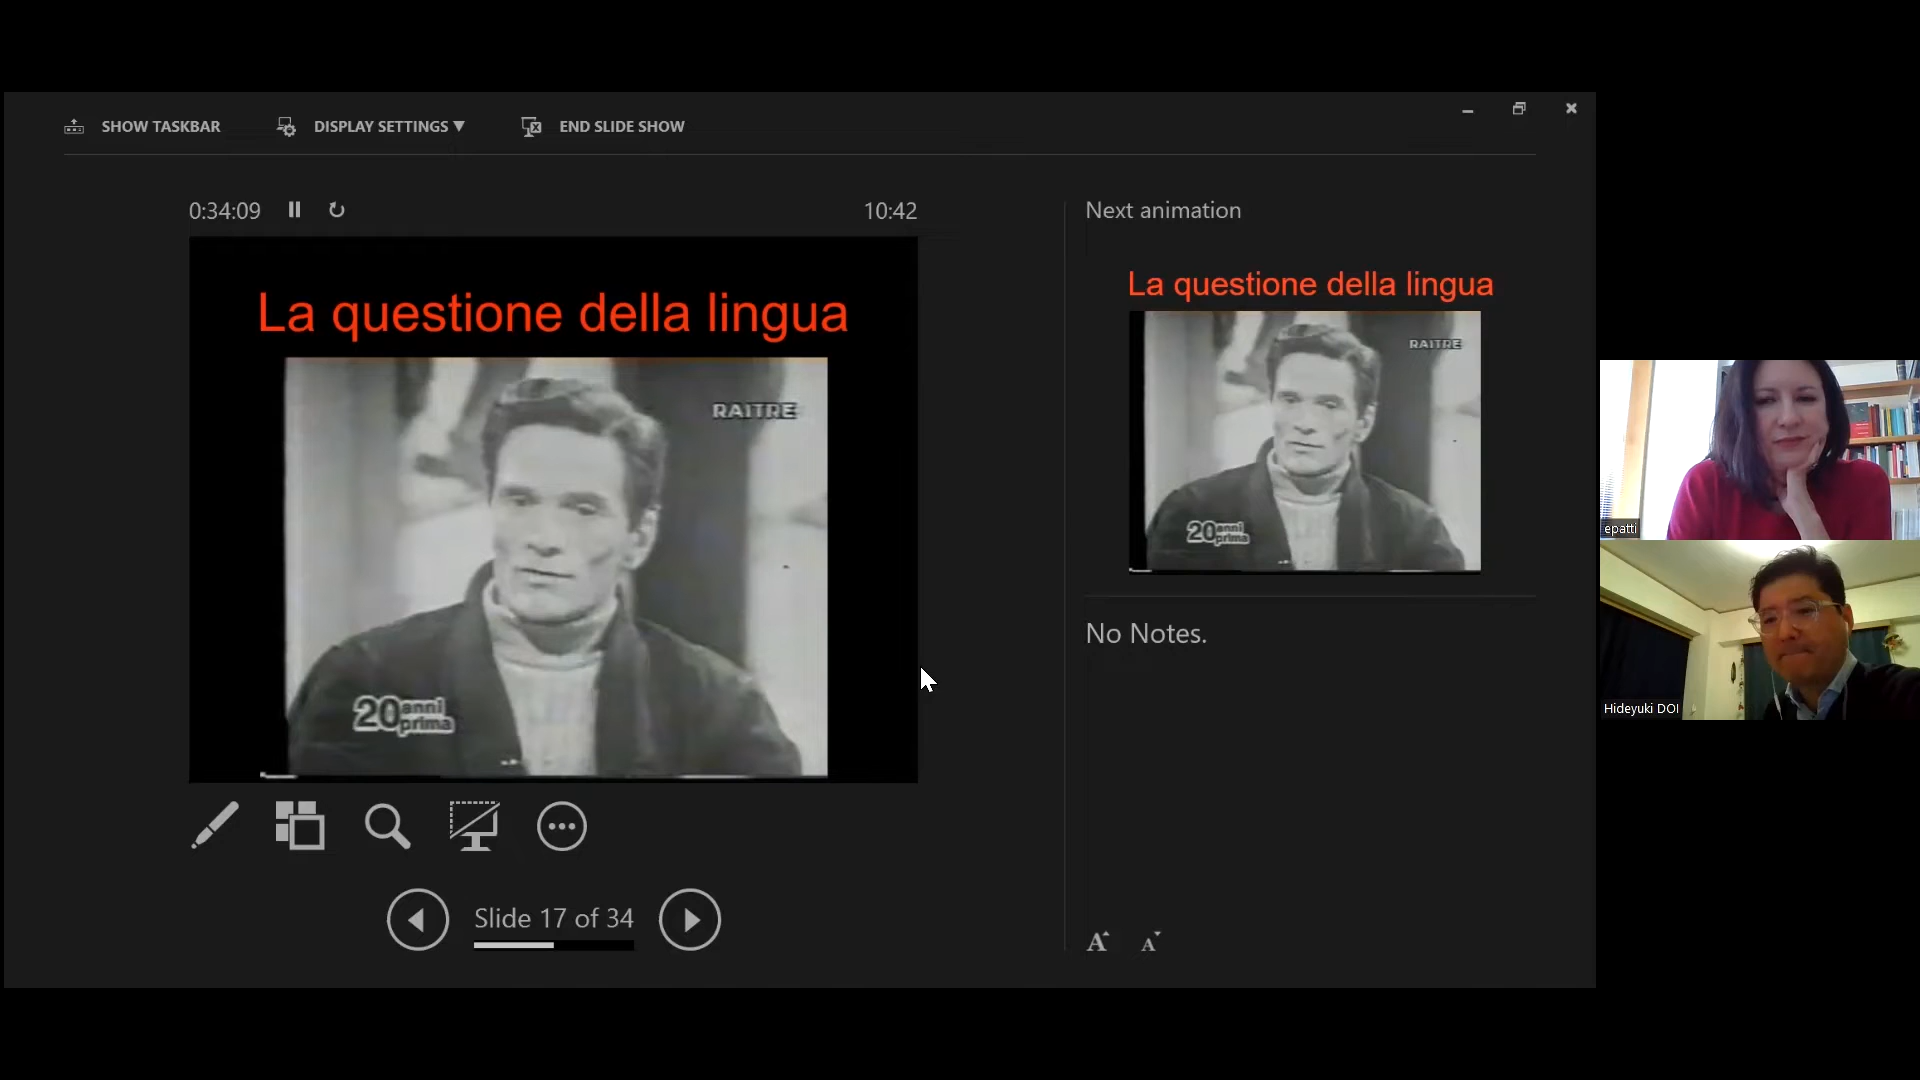 SHOW TASKBAR
DISPLAY SETTINGS ▼
END SLIDE SHOW
0:34:09
10:42
La questione della lingua
RAITRE
20 anni prima
Slide 17 of 34
Next animation
La questione della lingua
RAITRE
20 anni prima
No Notes.
A
A
epatti
Hideyuki DOI